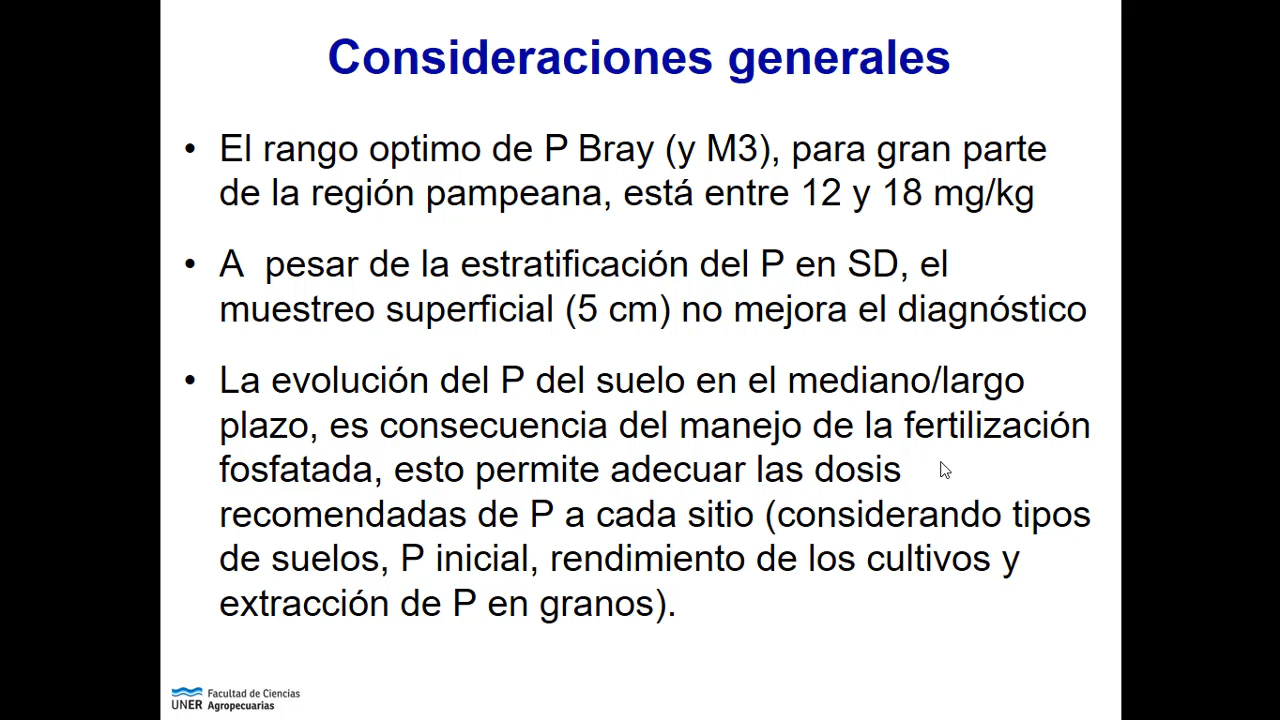 Consideraciones generales
• El rango optimo de P Bray (y M3), para gran parte
de la región pampeana, está entre 12 y 18 mg/kg
• A  pesar de la estratificación del P en SD, el
muestreo superficial (5 cm) no mejora el diagnóstico
• La evolución del P del suelo en el mediano/largo
plazo, es consecuencia del manejo de la fertilización
fosfatada, esto permite adecuar las dosis
recomendadas de P a cada sitio (considerando tipos
de suelos, P inicial, rendimiento de los cultivos y
extracción de P en granos).
UNER
Facultad de Ciencias
Agropecuarias